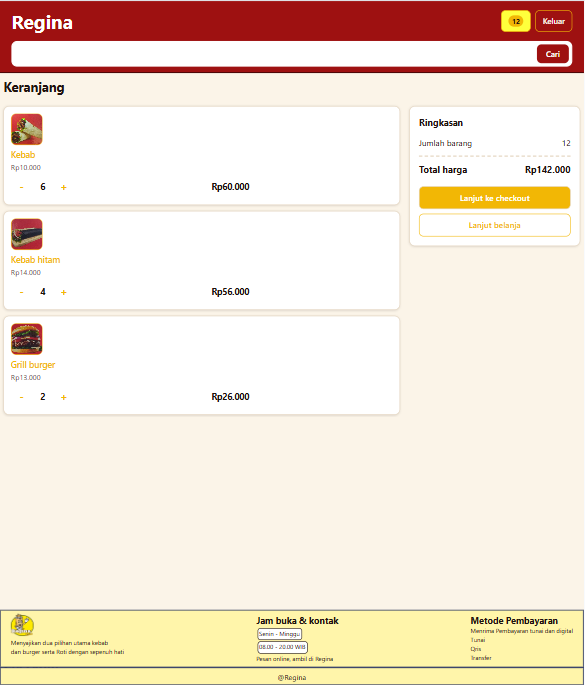 Regina
12
Keluar
Cari
Keranjang
Kebab
Rp10.000
- 6 + Rp60.000
Kebab hitam
Rp14.000
- 4 + Rp56.000
Grill burger
Rp13.000
- 2 + Rp26.000
Ringkasan
Jumlah barang 12
Total harga Rp142.000
Lanjut ke checkout
Lanjut belanja
Menyajikan dua pilihan utama kebab
dan burger serta Roti dengan sepenuh hati
Jam buka & kontak
Senin - Minggu
08.00 - 20.00 WIB
Pesan online, ambil di Regina
Metode Pembayaran
Menrima Pembayaran tunai dan digital
Tunai
Qris
Transfer
@Regina